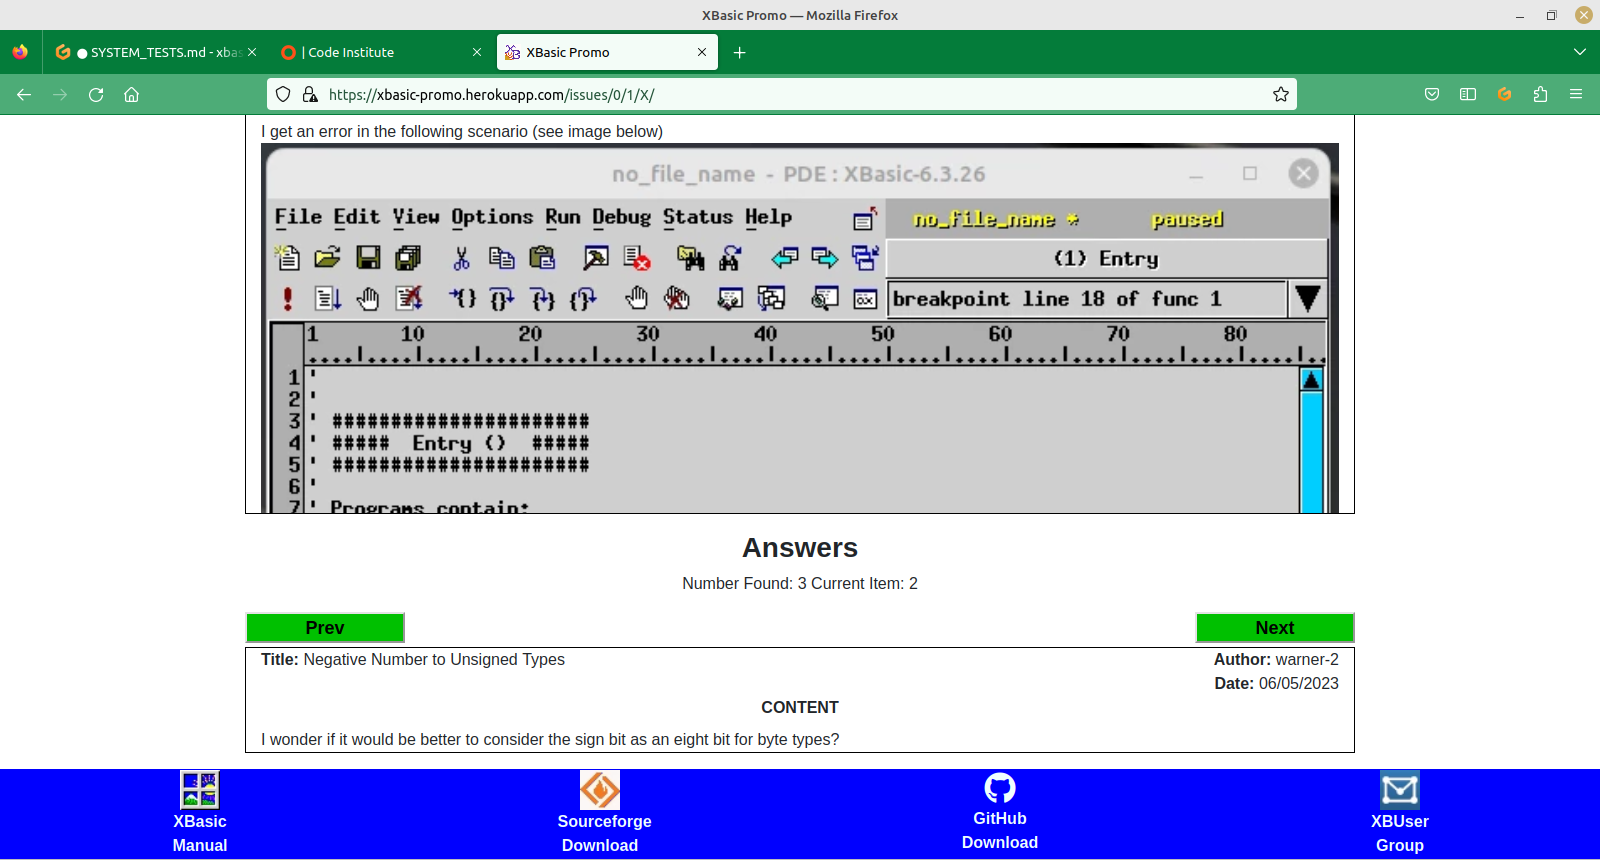 XBasic Promo — Mozilla Firefox
SYSTEM_TESTS.md - xbas
| Code Institute
XBasic Promo
https://xbasic-promo.herokuapp.com/issues/0/1/X/
I get an error in the following scenario (see image below)
no_file_name - PDE : XBasic-6.3.26
File Edit View Options Run Debug Status Help
no_file_name * paused
(1) Entry
breakpoint line 18 of func 1
1 10 20 30 40 50 60 70 80
1 '
2 '
3 ' ######################
4 ' ##### Entry () #####
5 ' ######################
6 '
7 ' Programs contain:
Answers
Number Found: 3 Current Item: 2
Prev
Next
Title: Negative Number to Unsigned Types
Author: warner-2
Date: 06/05/2023
CONTENT
I wonder if it would be better to consider the sign bit as an eight bit for byte types?
XBasic
Manual
Sourceforge
Download
GitHub
Download
XBUser
Group